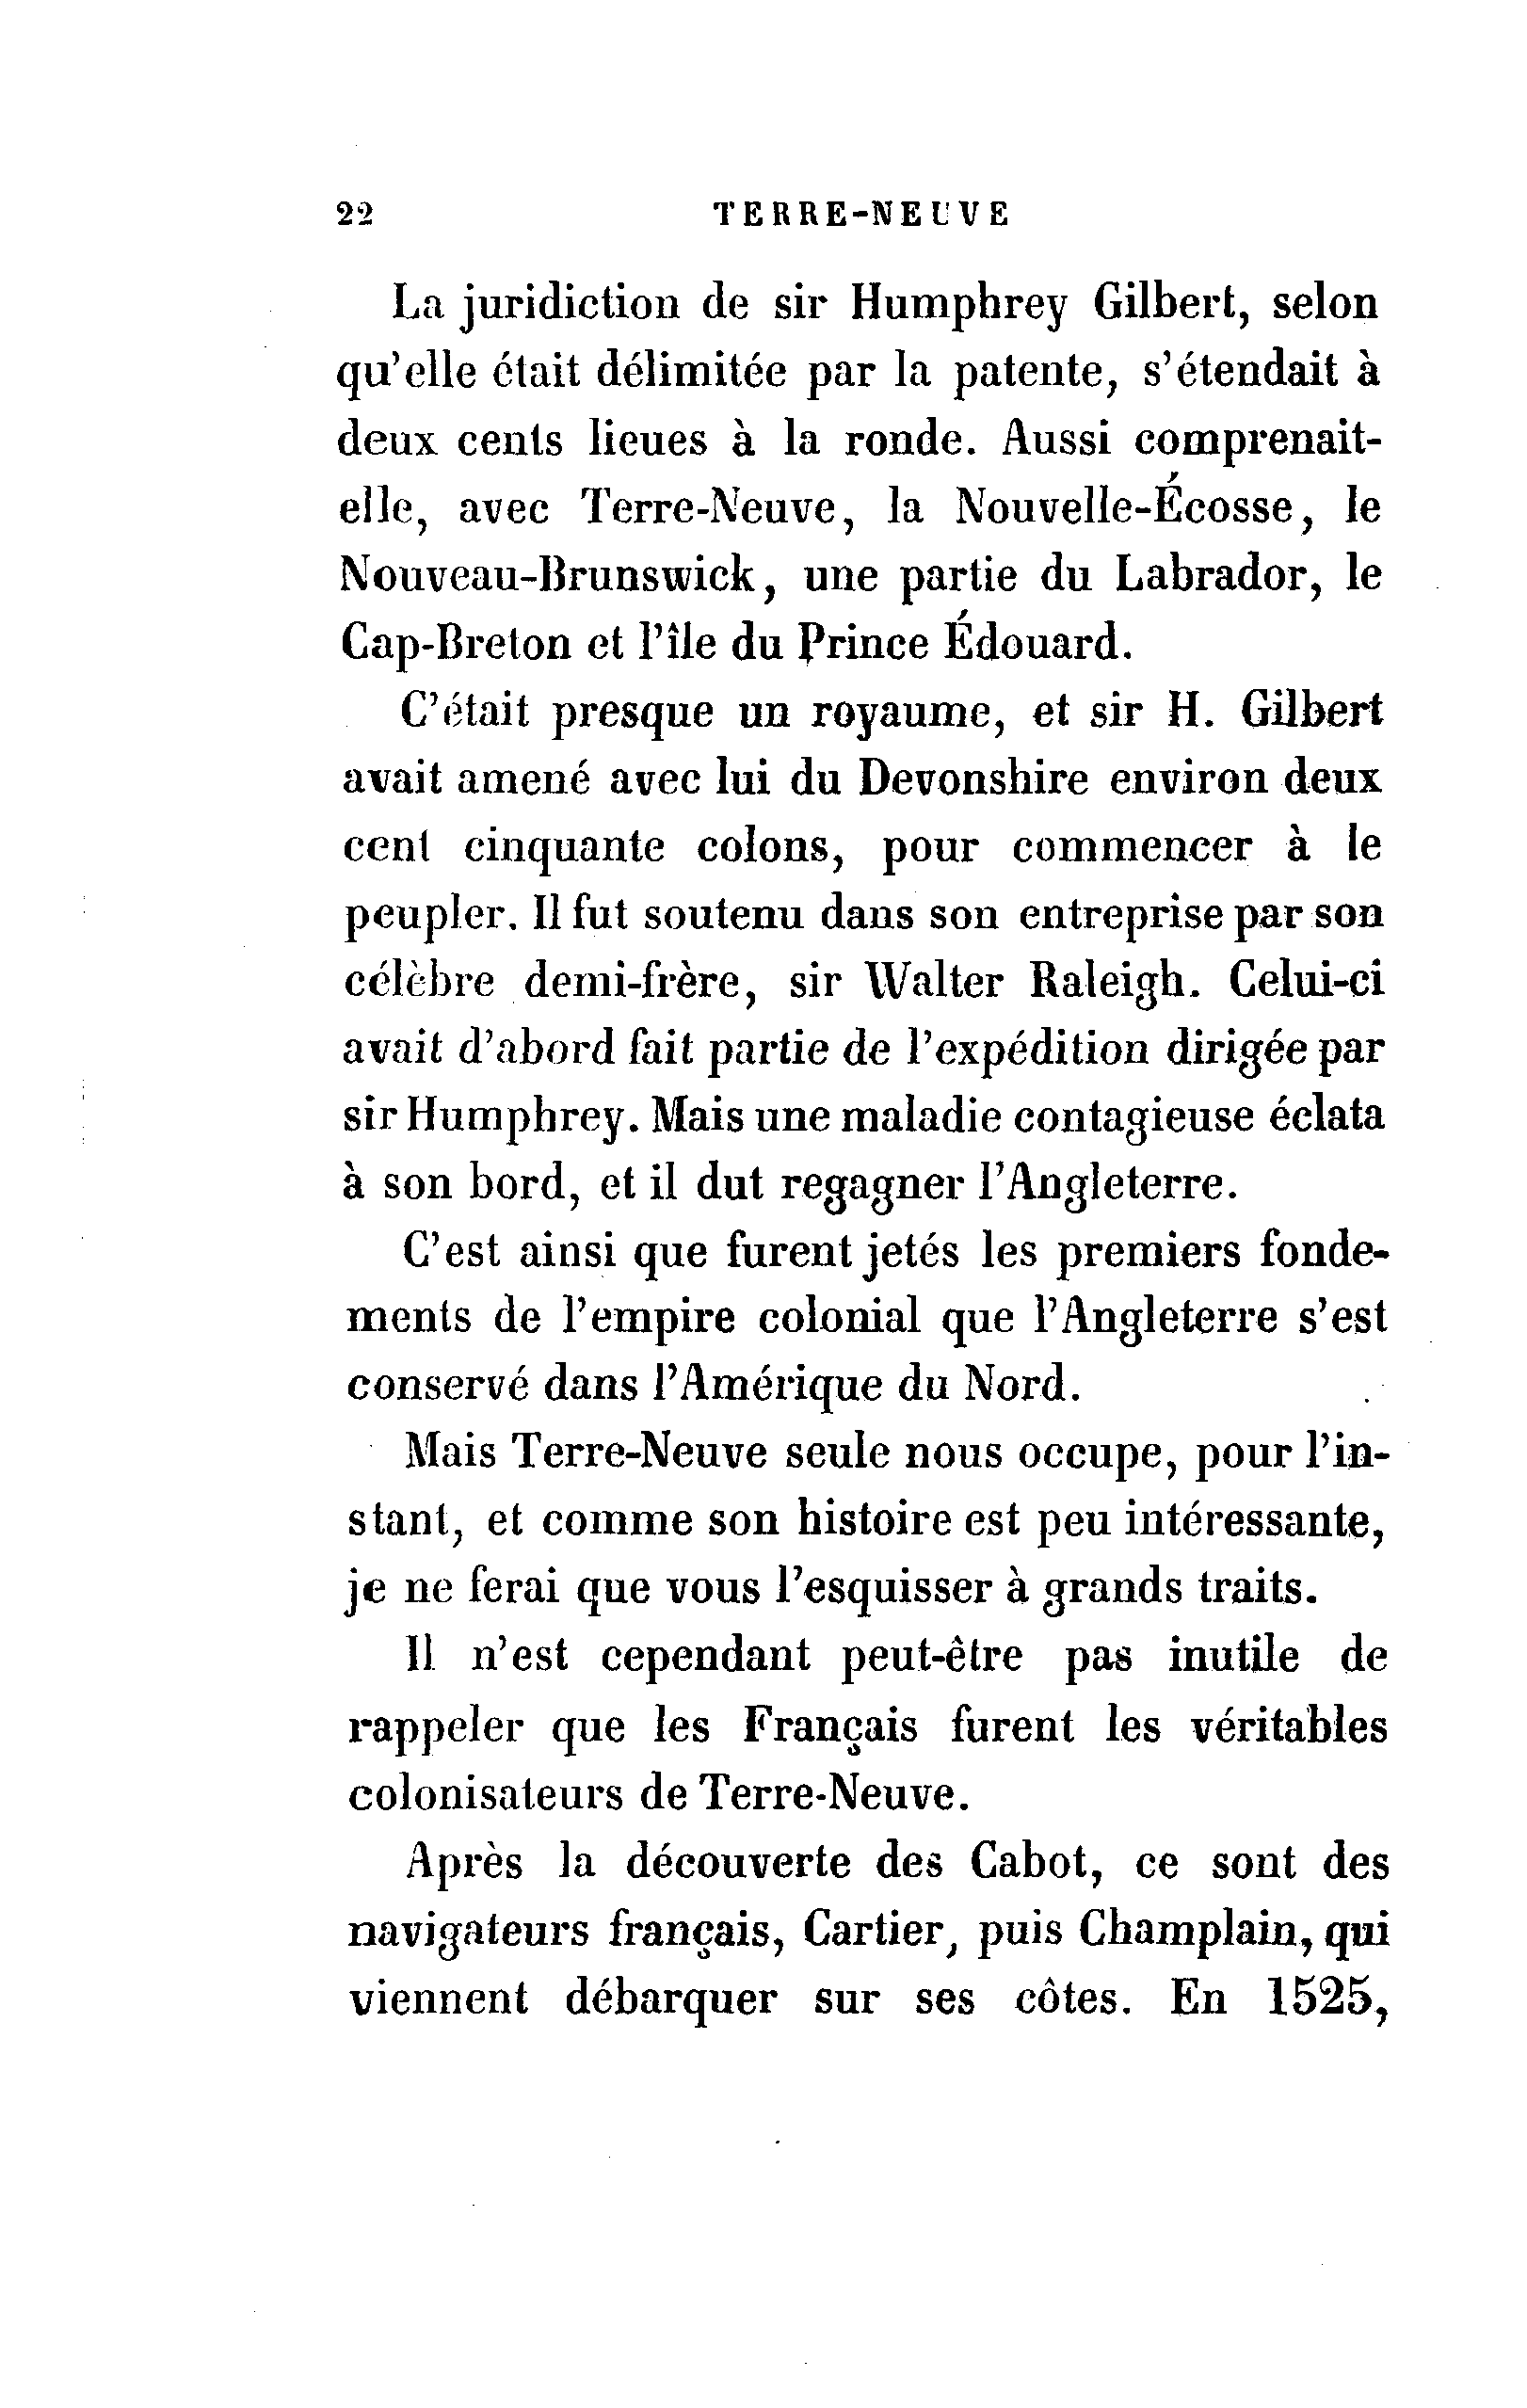 22 TERRE-NEUVE
La juridiction de sir Humphrey Gilbert, selon
qu'elle était délimitée par la patente, s'étendait à
deux cents lieues à la ronde. Aussi comprenait-
elle, avec Terre-Neuve, la Nouvelle-Écosse, le
Nouveau-Brunswick, une partie du Labrador, le
Cap-Breton et l'île du Prince Édouard.
C'était presque un royaume, et sir H. Gilbert
avait amené avec lui du Devonshire environ deux
cent cinquante colons, pour commencer à le
peupler. Il fut soutenu dans son entreprise par son
célèbre demi-frère, sir Walter Raleigh. Celui-ci
avait d'abord fait partie de l'expédition dirigée par
sir Humphrey. Mais une maladie contagieuse éclata
à son bord, et il dut regagner l'Angleterre.
C'est ainsi que furent jetés les premiers fonde-
ments de l'empire colonial que l'Angleterre s'est
conservé dans l'Amérique du Nord.
Mais Terre-Neuve seule nous occupe, pour l'in-
stant, et comme son histoire est peu intéressante,
je ne ferai que vous l'esquisser à grands traits.
Il n'est cependant peut-être pas inutile de
rappeler que les Français furent les véritables
colonisateurs de Terre-Neuve.
Après la découverte des Cabot, ce sont des
navigateurs français, Cartier, puis Champlain, qui
viennent débarquer sur ses côtes. En 1525,